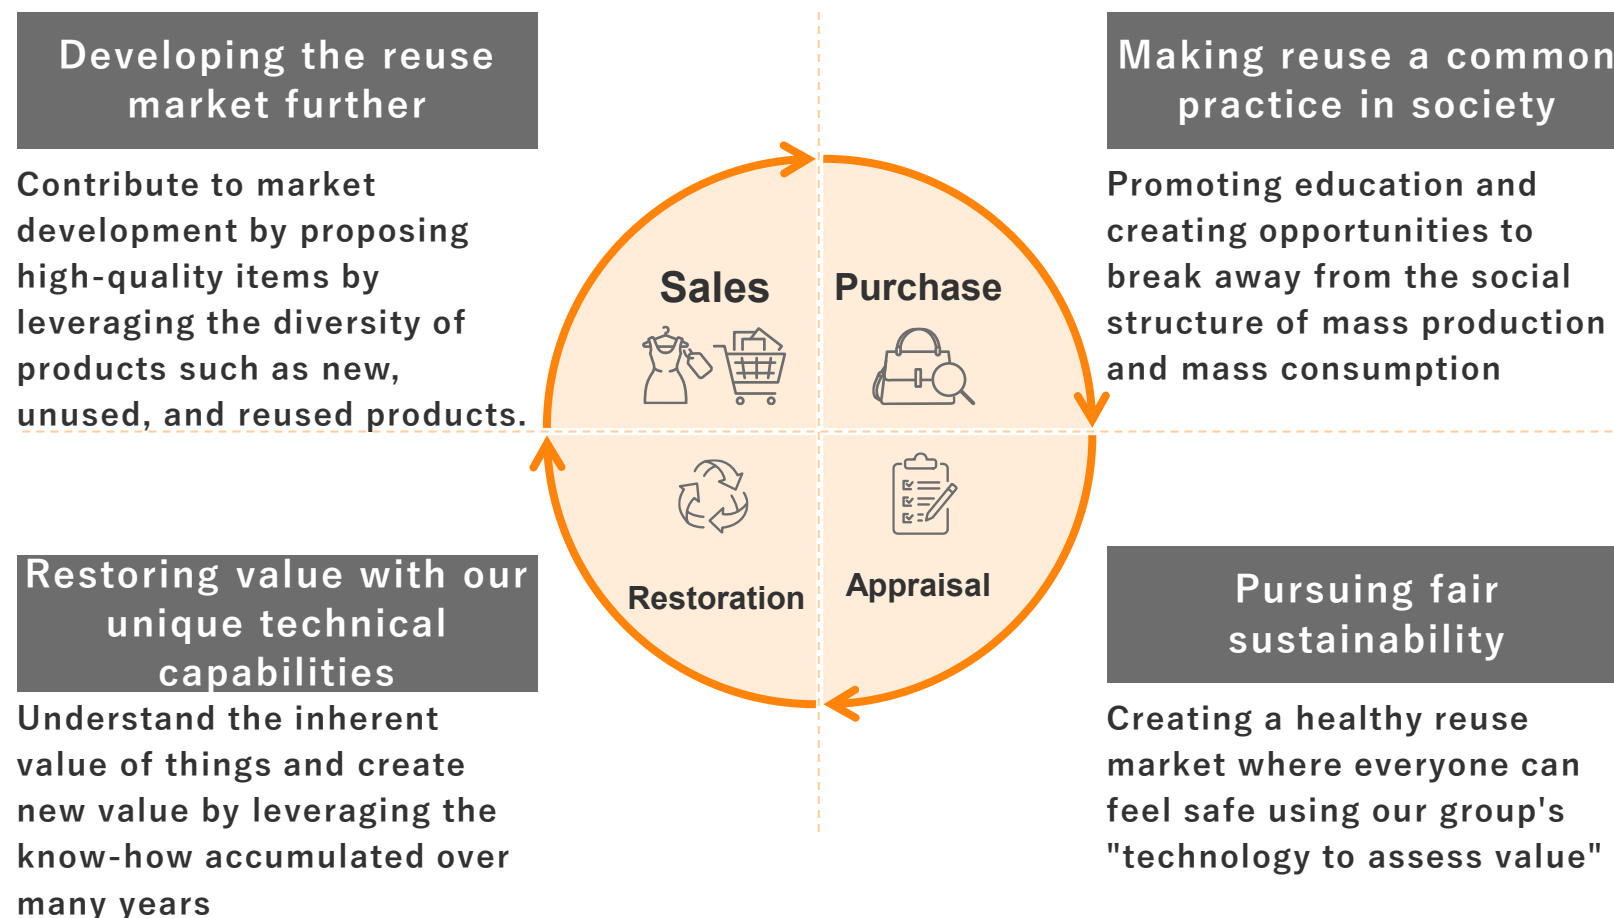 Developing the reuse
market further
Contribute to market
development by proposing
high-quality items by
leveraging the diversity of
products such as new,
unused, and reused products.
Making reuse a common
practice in society
Promoting education and
creating opportunities to
break away from the social
structure of mass production
and mass consumption
Sales
Purchase
Restoration
Appraisal
Restoring value with our
unique technical
capabilities
Understand the inherent
value of things and create
new value by leveraging the
know-how accumulated over
many years
Pursuing fair
sustainability
Creating a healthy reuse
market where everyone can
feel safe using our group's
"technology to assess value"